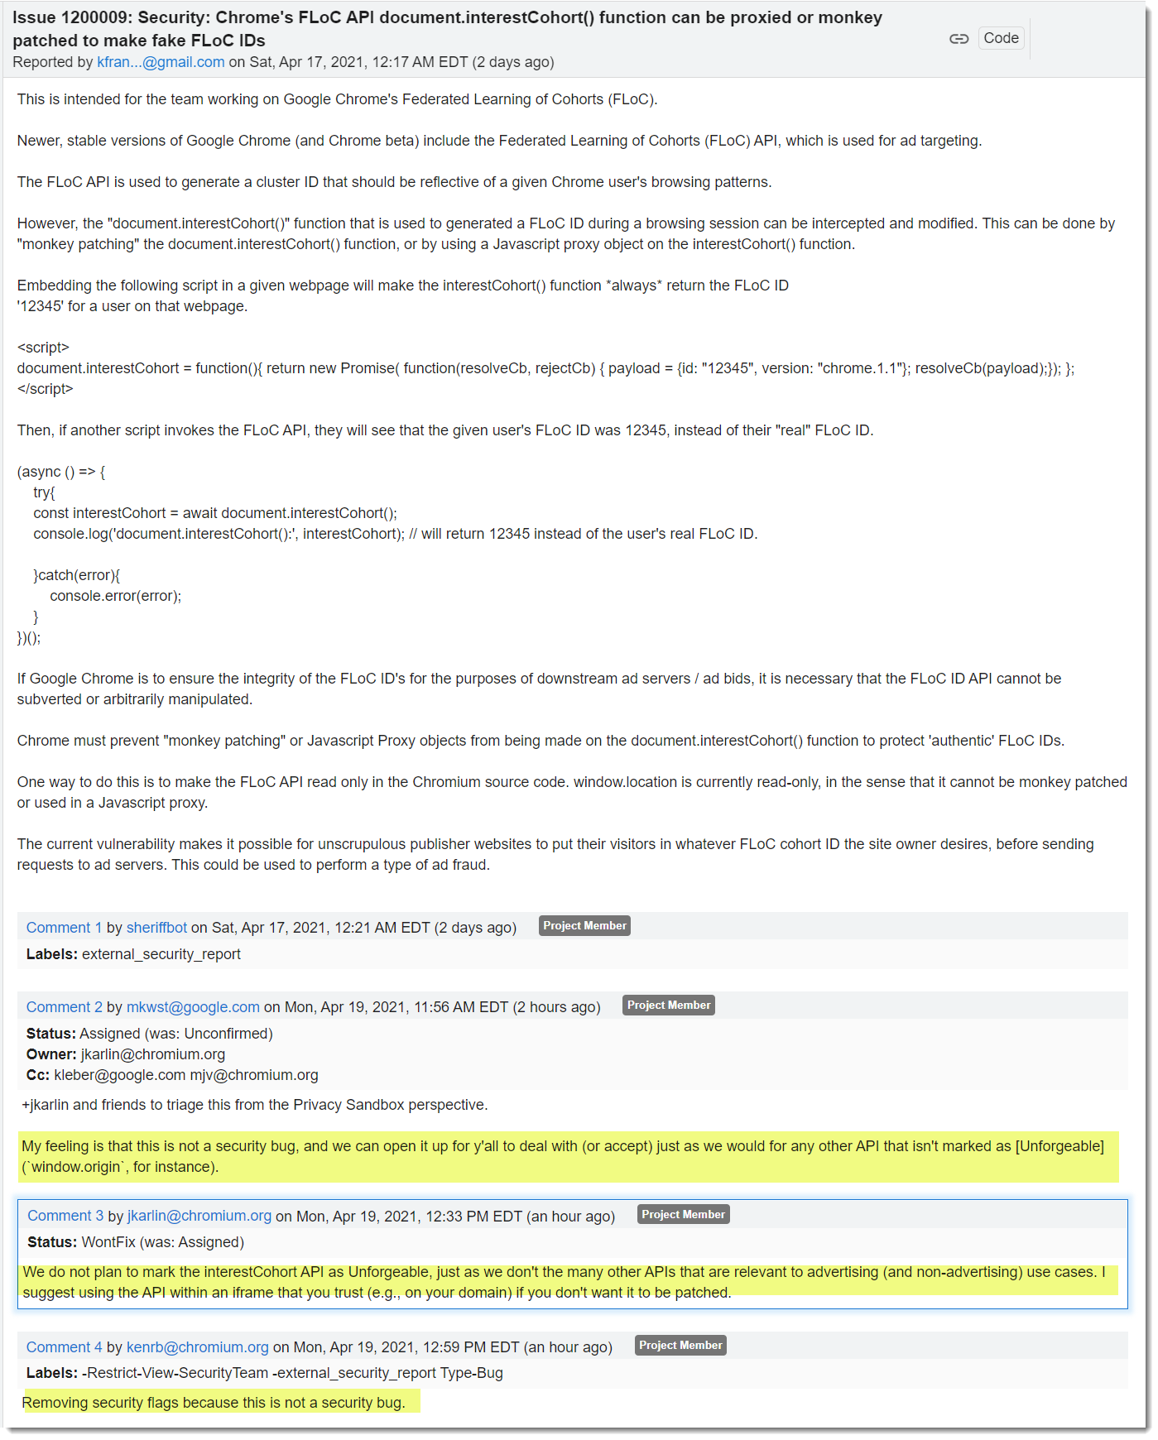 Issue 1200009: Security: Chrome's FLoC API document.interestCohort() function can be proxied or monkey
patched to make fake FLoC IDs
Code
Reported by kfran...@gmail.com on Sat, Apr 17, 2021, 12:17 AM EDT (2 days ago)
This is intended for the team working on Google Chrome's Federated Learning of Cohorts (FLoC).
Newer, stable versions of Google Chrome (and Chrome beta) include the Federated Learning of Cohorts (FLoC) API, which is used for ad targeting.
The FLoC API is used to generate a cluster ID that should be reflective of a given Chrome user's browsing patterns.
However, the "document.interestCohort()" function that is used to generated a FLoC ID during a browsing session can be intercepted and modified. This can be done by
"monkey patching" the document.interestCohort() function, or by using a Javascript proxy object on the interestCohort() function.
Embedding the following script in a given webpage will make the interestCohort() function *always* return the FLoC ID
'12345' for a user on that webpage.
<script>
document.interestCohort = function(){ return new Promise( function(resolveCb, rejectCb) { payload = {id: "12345", version: "chrome.1.1"}; resolveCb(payload);}); };
</script>
Then, if another script invokes the FLoC API, they will see that the given user's FLoC ID was 12345, instead of their "real" FLoC ID.
(async () => {
try{
const interestCohort = await document.interestCohort();
console.log('document.interestCohort():', interestCohort); // will return 12345 instead of the user's real FLoC ID.
}catch(error){
console.error(error);
}
})();
If Google Chrome is to ensure the integrity of the FLoC ID's for the purposes of downstream ad servers / ad bids, it is necessary that the FLoC ID API cannot be
subverted or arbitrarily manipulated.
Chrome must prevent "monkey patching" or Javascript Proxy objects from being made on the document.interestCohort() function to protect 'authentic' FLoC IDs.
One way to do this is to make the FLoC API read only in the Chromium source code. window.location is currently read-only, in the sense that it cannot be monkey patched
or used in a Javascript proxy.
The current vulnerability makes it possible for unscrupulous publisher websites to put their visitors in whatever FLoC cohort ID the site owner desires, before sending
requests to ad servers. This could be used to perform a type of ad fraud.
Comment 1 by sheriffbot on Sat, Apr 17, 2021, 12:21 AM EDT (2 days ago) Project Member
Labels: external_security_report
Comment 2 by mkwst@google.com on Mon, Apr 19, 2021, 11:56 AM EDT (2 hours ago) Project Member
Status: Assigned (was: Unconfirmed)
Owner: jkarlin@chromium.org
Cc: kleber@google.com mjv@chromium.org
+jkarlin and friends to triage this from the Privacy Sandbox perspective.
My feeling is that this is not a security bug, and we can open it up for y'all to deal with (or accept) just as we would for any other API that isn't marked as [Unforgeable]
(`window.origin`, for instance).
Comment 3 by jkarlin@chromium.org on Mon, Apr 19, 2021, 12:33 PM EDT (an hour ago) Project Member
Status: WontFix (was: Assigned)
We do not plan to mark the interestCohort API as Unforgeable, just as we don't the many other APIs that are relevant to advertising (and non-advertising) use cases. I
suggest using the API within an iframe that you trust (e.g., on your domain) if you don't want it to be patched.
Comment 4 by kenrb@chromium.org on Mon, Apr 19, 2021, 12:59 PM EDT (an hour ago) Project Member
Labels: -Restrict-View-SecurityTeam -external_security_report Type-Bug
Removing security flags because this is not a security bug.